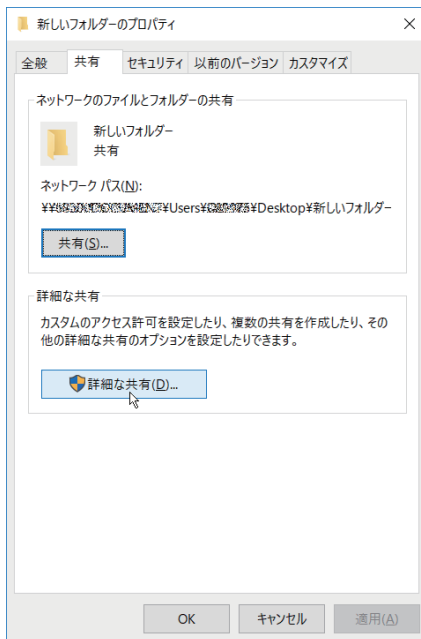 新しいフォルダーのプロパティ
全般 共有 セキュリティ 以前のバージョン カスタマイズ
ネットワークのファイルとフォルダーの共有
新しいフォルダー
共有
ネットワーク パス(N):
¥¥ ¥Users¥ ¥Desktop¥新しいフォルダー
共有(S)...
詳細な共有
カスタムのアクセス許可を設定したり、複数の共有を作成したり、その
他の詳細な共有のオプションを設定したりできます。
詳細な共有(D)...
OK キャンセル 適用(A)